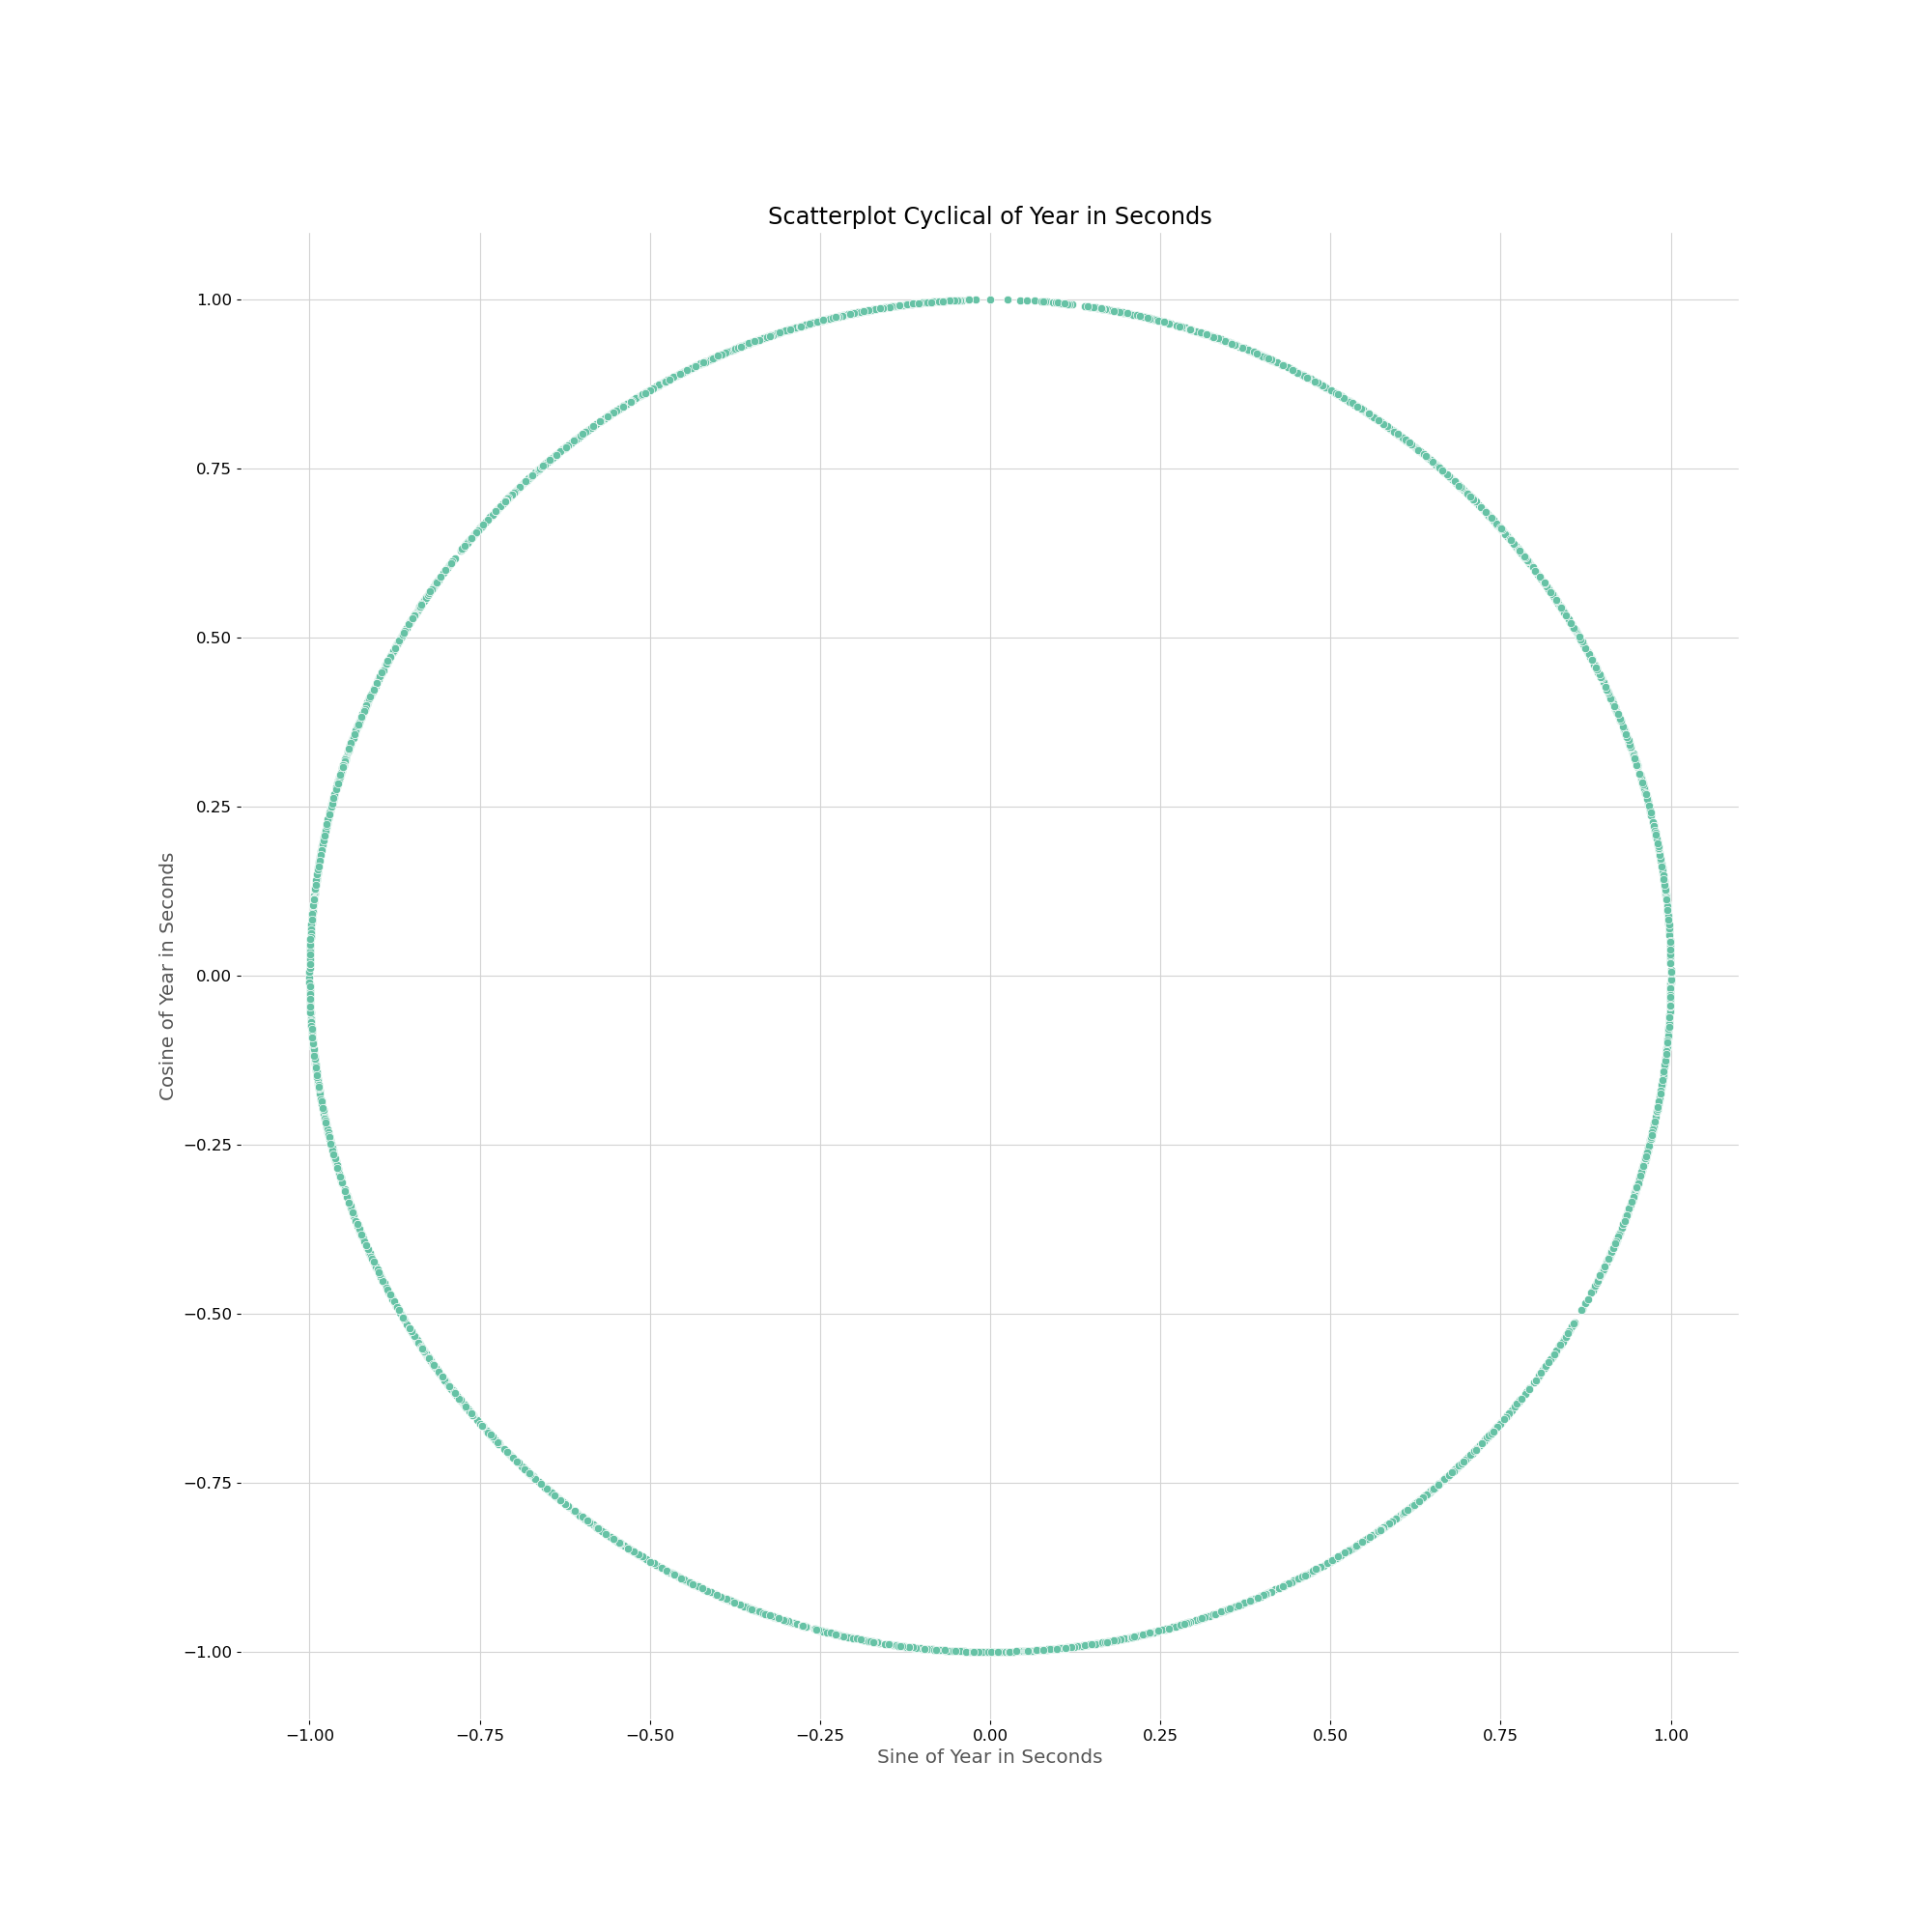 Scatterplot Cyclical of Year in Seconds
1.00
0.75
0.50
0.25
0.00
−0.25
−0.50
−0.75
−1.00
Cosine of Year in Seconds
−1.00 −0.75 −0.50 −0.25 0.00 0.25 0.50 0.75 1.00
Sine of Year in Seconds